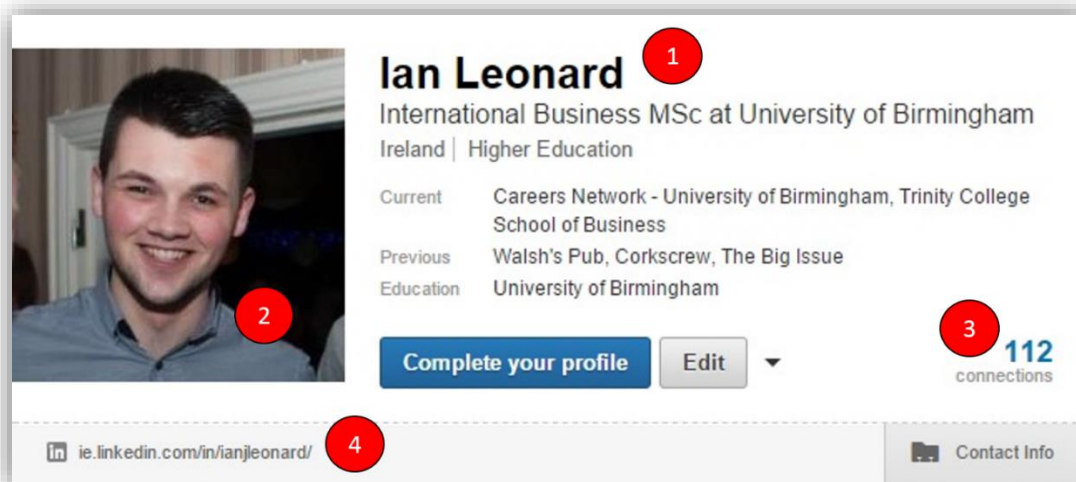 Ian Leonard
1
International Business MSc at University of Birmingham
Ireland | Higher Education
Current Careers Network - University of Birmingham, Trinity College
School of Business
Previous Walsh's Pub, Corkscrew, The Big Issue
Education University of Birmingham
2
3
Complete your profile Edit
112
connections
in ie.linkedin.com/in/ianjleonard/
4
Contact Info